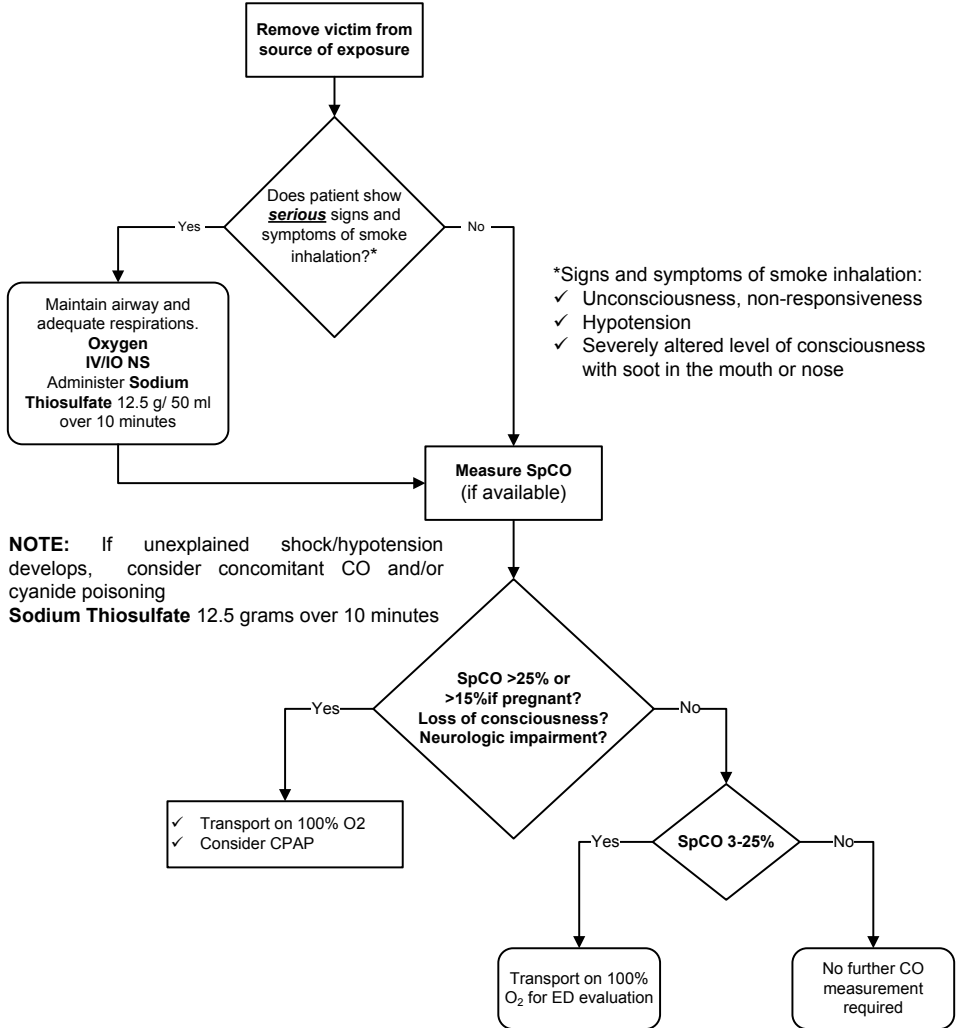 Remove victim from
source of exposure
Does patient show
serious signs and
symptoms of smoke
inhalation?*
Yes
No
Maintain airway and
adequate respirations.
Oxygen
IV/IO NS
Administer Sodium
Thiosulfate 12.5 g/ 50 ml
over 10 minutes
*Signs and symptoms of smoke inhalation:
✓ Unconsciousness, non-responsiveness
✓ Hypotension
✓ Severely altered level of consciousness
with soot in the mouth or nose
Measure SpCO
(if available)
NOTE: If unexplained shock/hypotension
develops, consider concomitant CO and/or
cyanide poisoning
Sodium Thiosulfate 12.5 grams over 10 minutes
SpCO >25% or
>15%if pregnant?
Loss of consciousness?
Neurologic impairment?
Yes
No
✓ Transport on 100% O2
✓ Consider CPAP
SpCO 3-25%
Yes
No
Transport on 100%
O₂ for ED evaluation
No further CO
measurement
required